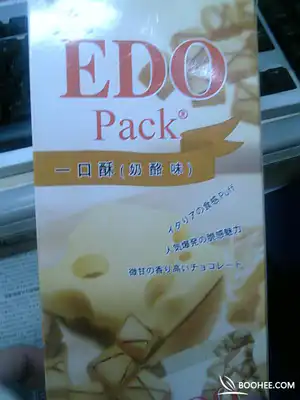 EDO
Pack®
一口酥(奶酪味)
イタリアの食感Puff
人気爆発の魅感魅力
微甘の香り高いチョコレート
BOOHEE.COM